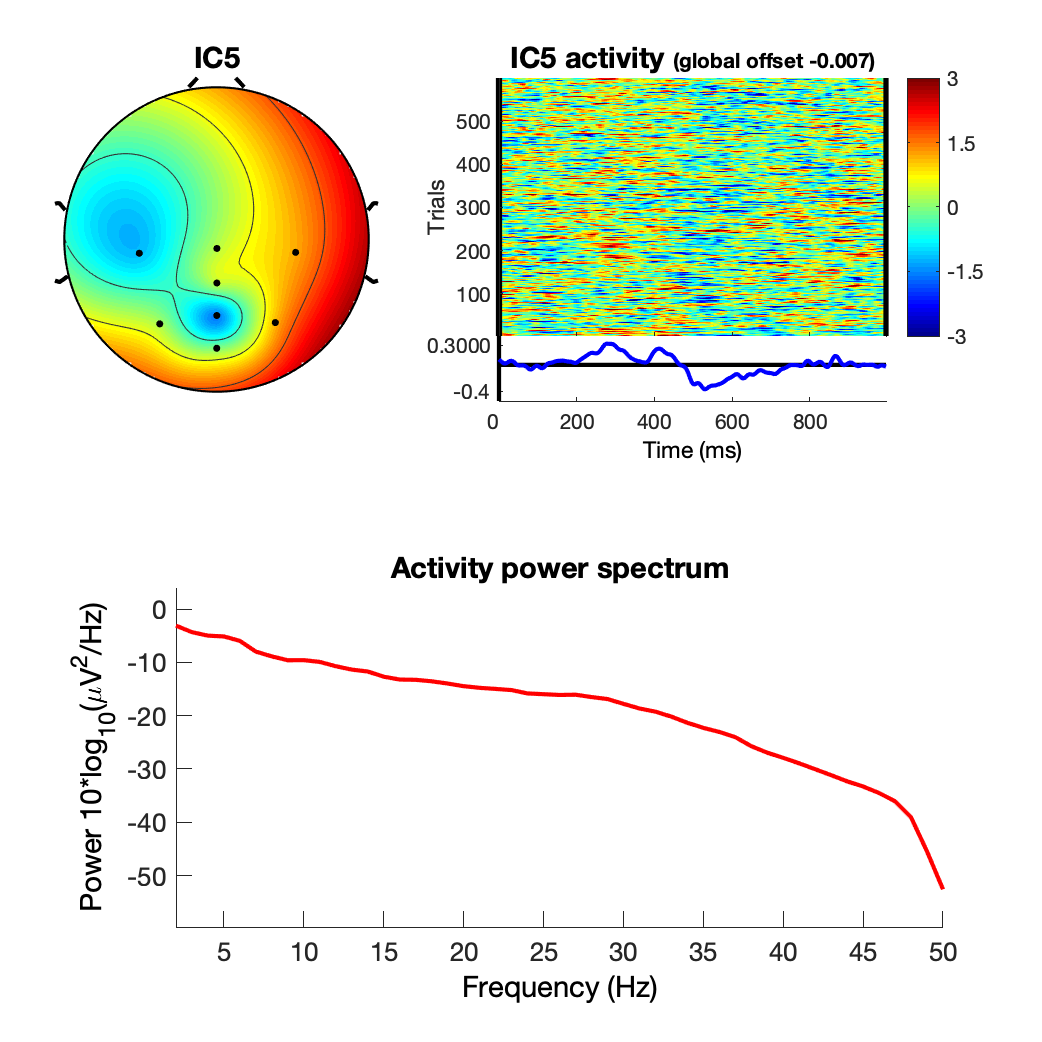 IC5
IC5 activity (global offset -0.007)
Trials
500
400
300
200
100
0.3000
-0.4
0 200 400 600 800
Time (ms)
3
1.5
0
-1.5
-3
Activity power spectrum
Power 10*log10(μV2/Hz)
0
-10
-20
-30
-40
-50
5 10 15 20 25 30 35 40 45 50
Frequency (Hz)